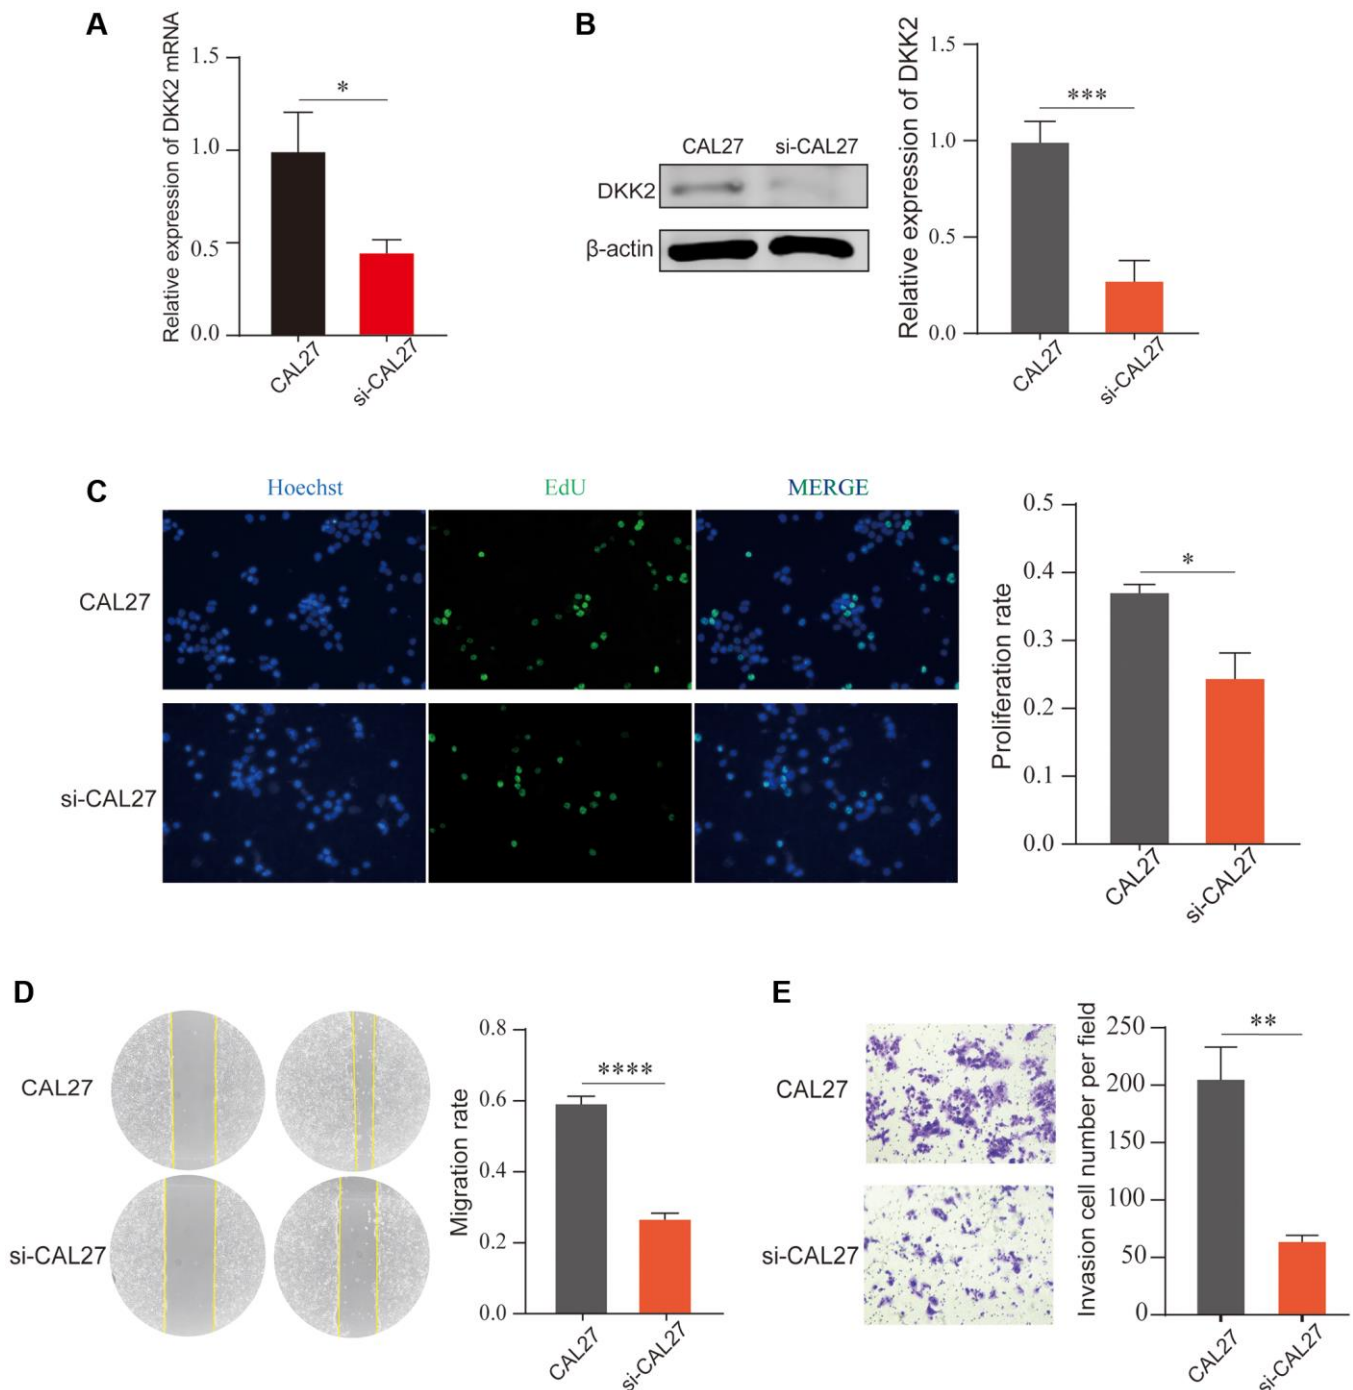 A
Relative expression of DKK2 mRNA
1.5
1.0
0.5
0.0
*
CAL27
si-CAL27
B
CAL27
si-CAL27
DKK2
β-actin
Relative expression of DKK2
1.5
1.0
0.5
0.0
***
CAL27
si-CAL27
C
Hoechst
EdU
MERGE
CAL27
si-CAL27
Proliferation rate
0.5
0.4
0.3
0.2
0.1
0.0
*
CAL27
si-CAL27
D
CAL27
si-CAL27
Migration rate
0.8
0.6
0.4
0.2
0.0
****
CAL27
si-CAL27
E
CAL27
si-CAL27
Invasion cell number per field
250
200
150
100
50
0
**
CAL27
si-CAL27